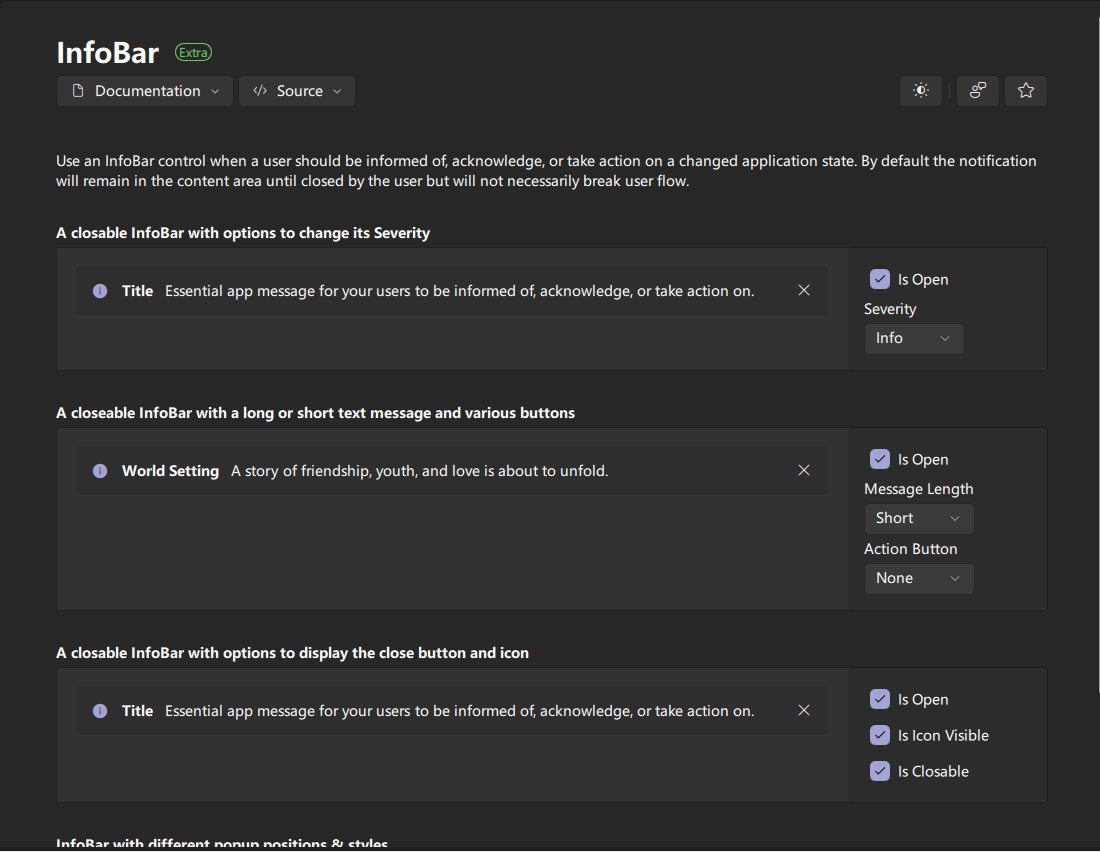 InfoBar Extra
Documentation Source
Use an InfoBar control when a user should be informed of, acknowledge, or take action on a changed application state. By default the notification
will remain in the content area until closed by the user but will not necessarily break user flow.
A closable InfoBar with options to change its Severity
Title Essential app message for your users to be informed of, acknowledge, or take action on.
Is Open
Severity
Info
A closeable InfoBar with a long or short text message and various buttons
World Setting A story of friendship, youth, and love is about to unfold.
Is Open
Message Length
Short
Action Button
None
A closable InfoBar with options to display the close button and icon
Title Essential app message for your users to be informed of, acknowledge, or take action on.
Is Open
Is Icon Visible
Is Closable
InfoBar with different popup positions & styles